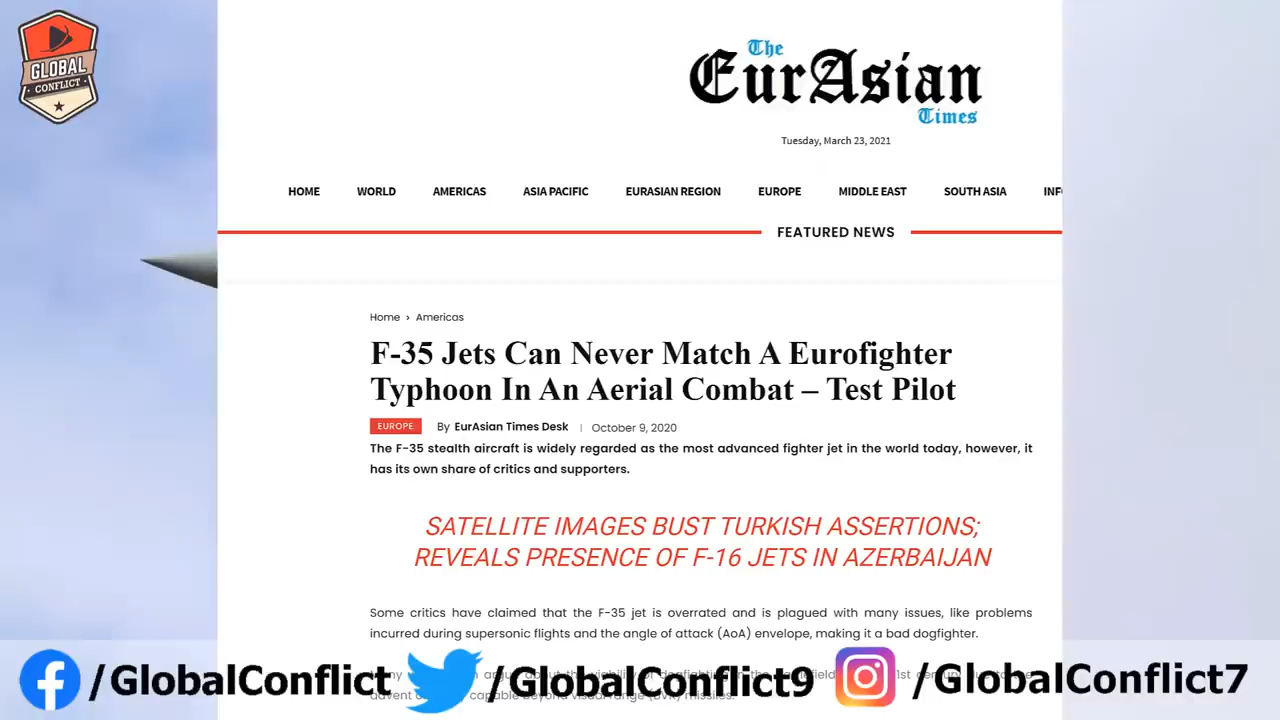 GLOBAL
CONFLICT
The
EurAsian
Times
Tuesday, March 23, 2021
HOME WORLD AMERICAS ASIA PACIFIC EURASIAN REGION EUROPE MIDDLE EAST SOUTH ASIA
FEATURED NEWS
Home › Americas
F-35 Jets Can Never Match A Eurofighter
Typhoon In An Aerial Combat – Test Pilot
EUROPE By EurAsian Times Desk | October 9, 2020
The F-35 stealth aircraft is widely regarded as the most advanced fighter jet in the world today, however, it
has its own share of critics and supporters.
SATELLITE IMAGES BUST TURKISH ASSERTIONS;
REVEALS PRESENCE OF F-16 JETS IN AZERBAIJAN
Some critics have claimed that the F-35 jet is overrated and is plagued with many issues, like problems
incurred during supersonic flights and the angle of attack (AoA) envelope, making it a bad dogfighter.
/GlobalConflict /GlobalConflict9 /GlobalConflict7